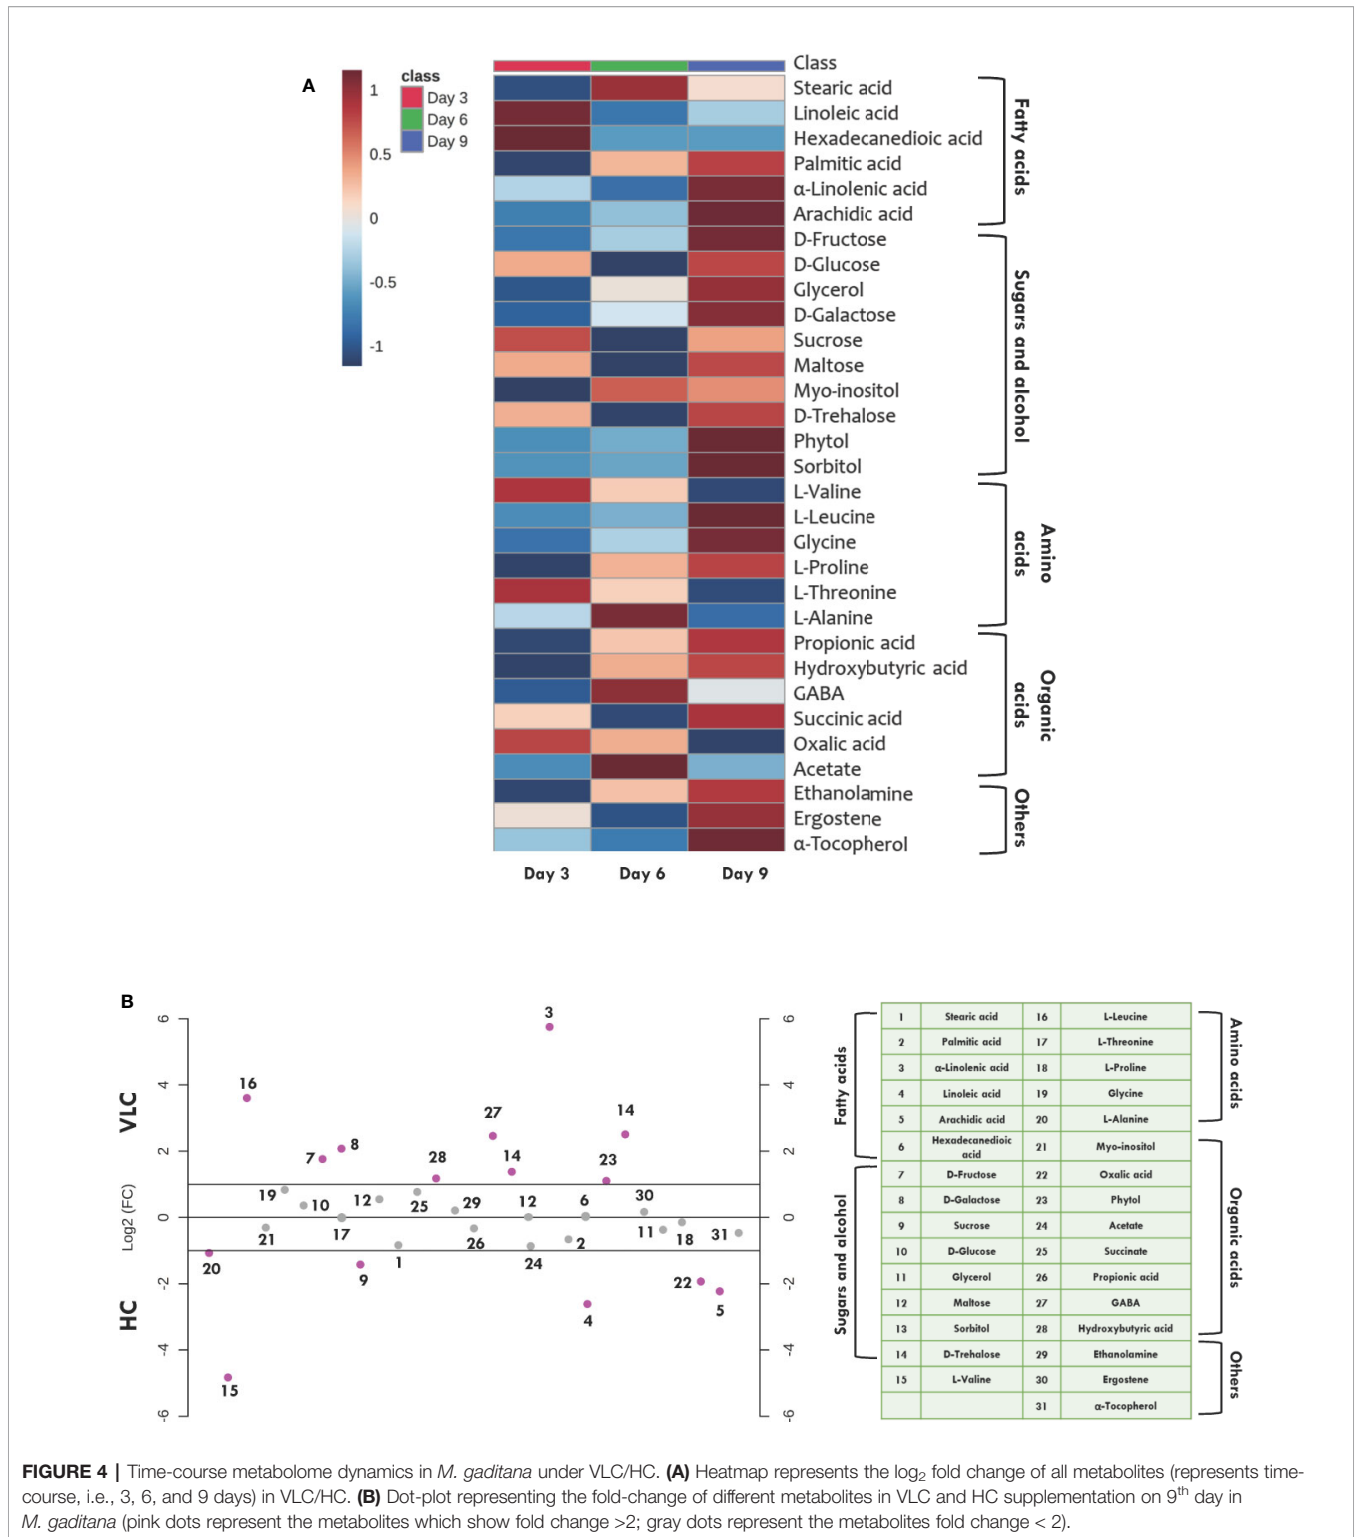 A
class
Day 3
Day 6
Day 9
1
0.5
0
-0.5
-1
Class
Stearic acid
Linoleic acid
Hexadecanedioic acid
Palmitic acid
α-Linolenic acid
Arachidic acid
D-Fructose
D-Glucose
Glycerol
D-Galactose
Sucrose
Maltose
Myo-inositol
D-Trehalose
Phytol
Sorbitol
L-Valine
L-Leucine
Glycine
L-Proline
L-Threonine
L-Alanine
Propionic acid
Hydroxybutyric acid
GABA
Succinic acid
Oxalic acid
Acetate
Ethanolamine
Ergostene
α-Tocopherol
Fatty acids
Sugars and alcohol
Amino
acids
Organic
acids
Others
Day 3 Day 6 Day 9
B
VLC
Log2 (FC)
HC
6
4
2
0
-2
-4
-6
3
16
27
14
7
8
28
14
23
19
10
12
25
29
12
6
30
21
17
1
26
24
2
11
18
31
20
9
15
4
22
5
6
4
2
0
-2
-4
-6
Fatty acids
Sugars and alcohol
1 Stearic acid 16 L-Leucine
2 Palmitic acid 17 L-Threonine
3 α-Linolenic acid 18 L-Proline
4 Linoleic acid 19 Glycine
5 Arachidic acid 20 L-Alanine
6 Hexadecanedioic
acid 21 Myo-inositol
7 D-Fructose 22 Oxalic acid
8 D-Galactose 23 Phytol
9 Sucrose 24 Acetate
10 D-Glucose 25 Succinate
11 Glycerol 26 Propionic acid
12 Maltose 27 GABA
13 Sorbitol 28 Hydroxybutyric acid
14 D-Trehalose 29 Ethanolamine
15 L-Valine 30 Ergostene
31 α-Tocopherol
Amino acids
Organic acids
Others
FIGURE 4 | Time-course metabolome dynamics in M. gaditana under VLC/HC. (A) Heatmap represents the log2 fold change of all metabolites (represents time-
course, i.e., 3, 6, and 9 days) in VLC/HC. (B) Dot-plot representing the fold-change of different metabolites in VLC and HC supplementation on 9th day in
M. gaditana (pink dots represent the metabolites which show fold change >2; gray dots represent the metabolites fold change < 2).